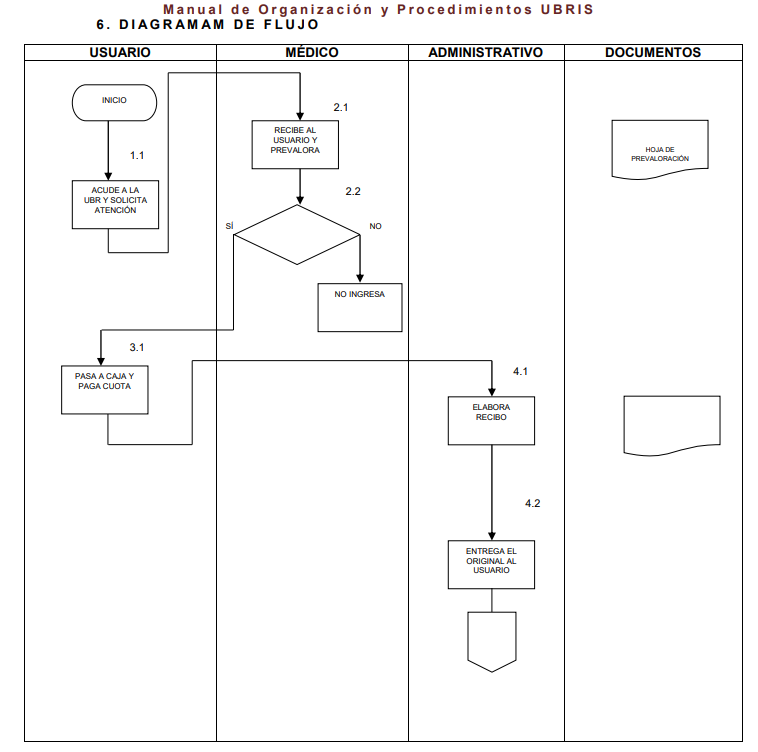 Manual de Organización y Procedimientos UBRIS
6. DIAGRAMAM DE FLUJO
USUARIO
MÉDICO
ADMINISTRATIVO
DOCUMENTOS
INICIO
1.1
ACUDE A LA
UBR Y SOLICITA
ATENCIÓN
2.1
RECIBE AL
USUARIO Y
PREVALORA
HOJA DE
PREVALORACIÓN
2.2
SÍ
NO
NO INGRESA
3.1
PASA A CAJA Y
PAGA CUOTA
4.1
ELABORA
RECIBO
4.2
ENTREGA EL
ORIGINAL AL
USUARIO